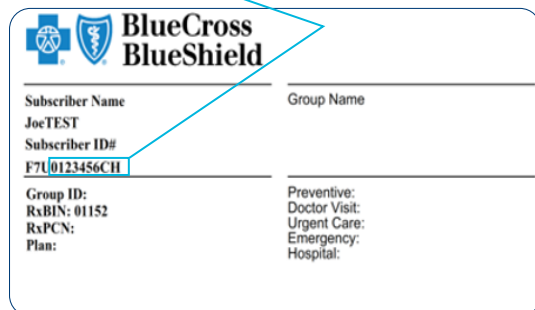 BlueCross
BlueShield
Subscriber Name
JoeTEST
Subscriber ID#
F7U0123456CH
Group ID:
RxBIN: 01152
RxPCN:
Plan:
Group Name
Preventive:
Doctor Visit:
Urgent Care:
Emergency:
Hospital: